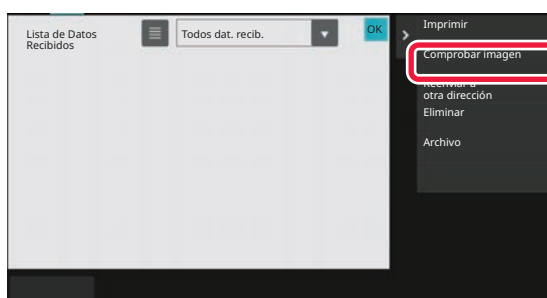 Lista de Datos
Recibidos
Todos dat. recib.
OK
Imprimir
Comprobar imagen
Reenviar a
otra dirección
Eliminar
Archivo